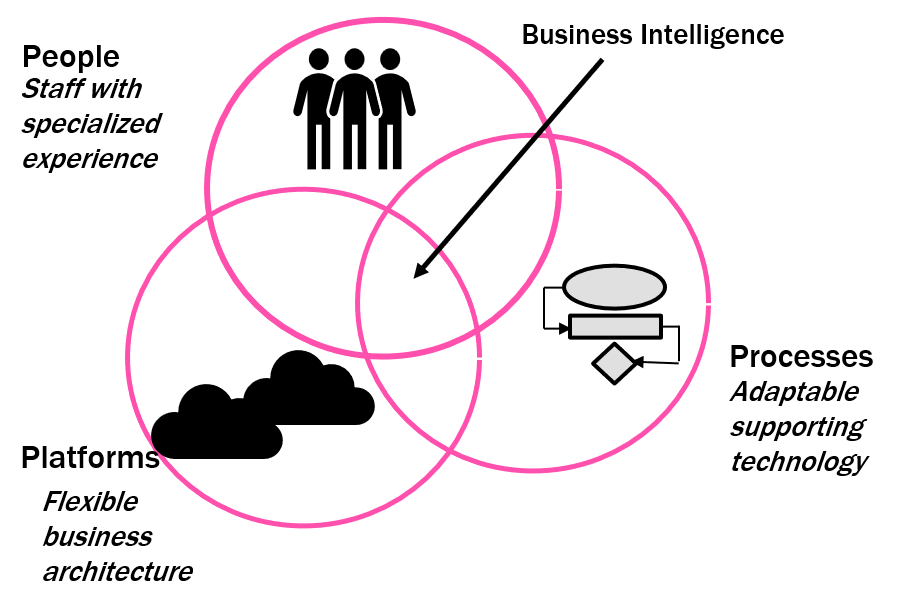 Business Intelligence
People
Staff with
specialized
experience
Processes
Adaptable
supporting
technology
Platforms
Flexible
business
architecture